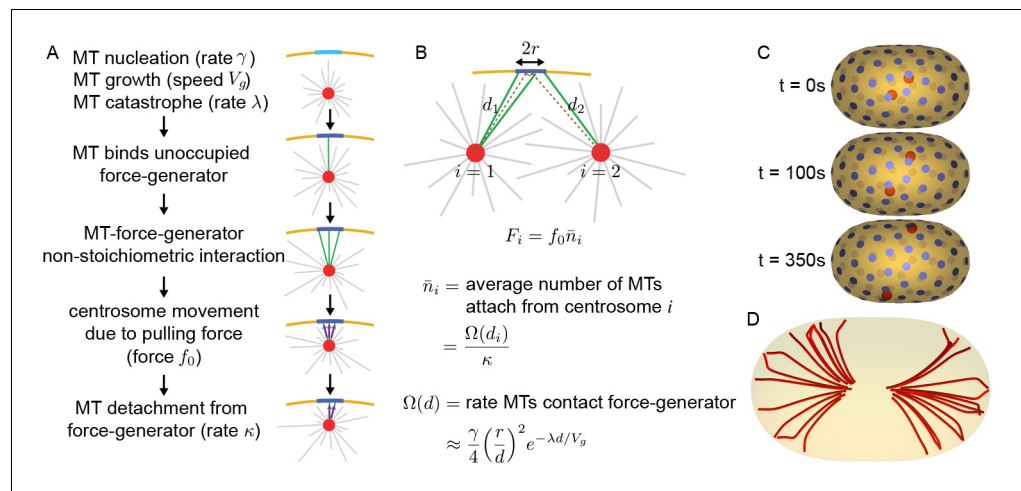 A
MT nucleation (rate γ)
MT growth (speed V_g)
MT catastrophe (rate λ)
MT binds unoccupied
force-generator
MT-force-generator
non-stoichiometric interaction
centrosome movement
due to pulling force
(force f_0)
MT detachment from
force-generator (rate κ)
B
2r
d_1
d_2
i = 1
i = 2
F_i = f_0 n̄_i
n̄_i = average number of MTs
attach from centrosome i
= Ω(d_i)/κ
Ω(d) = rate MTs contact force-generator
≈ γ/4 (r/d)^2 e^{-λd/V_g}
C
t = 0s
t = 100s
t = 350s
D